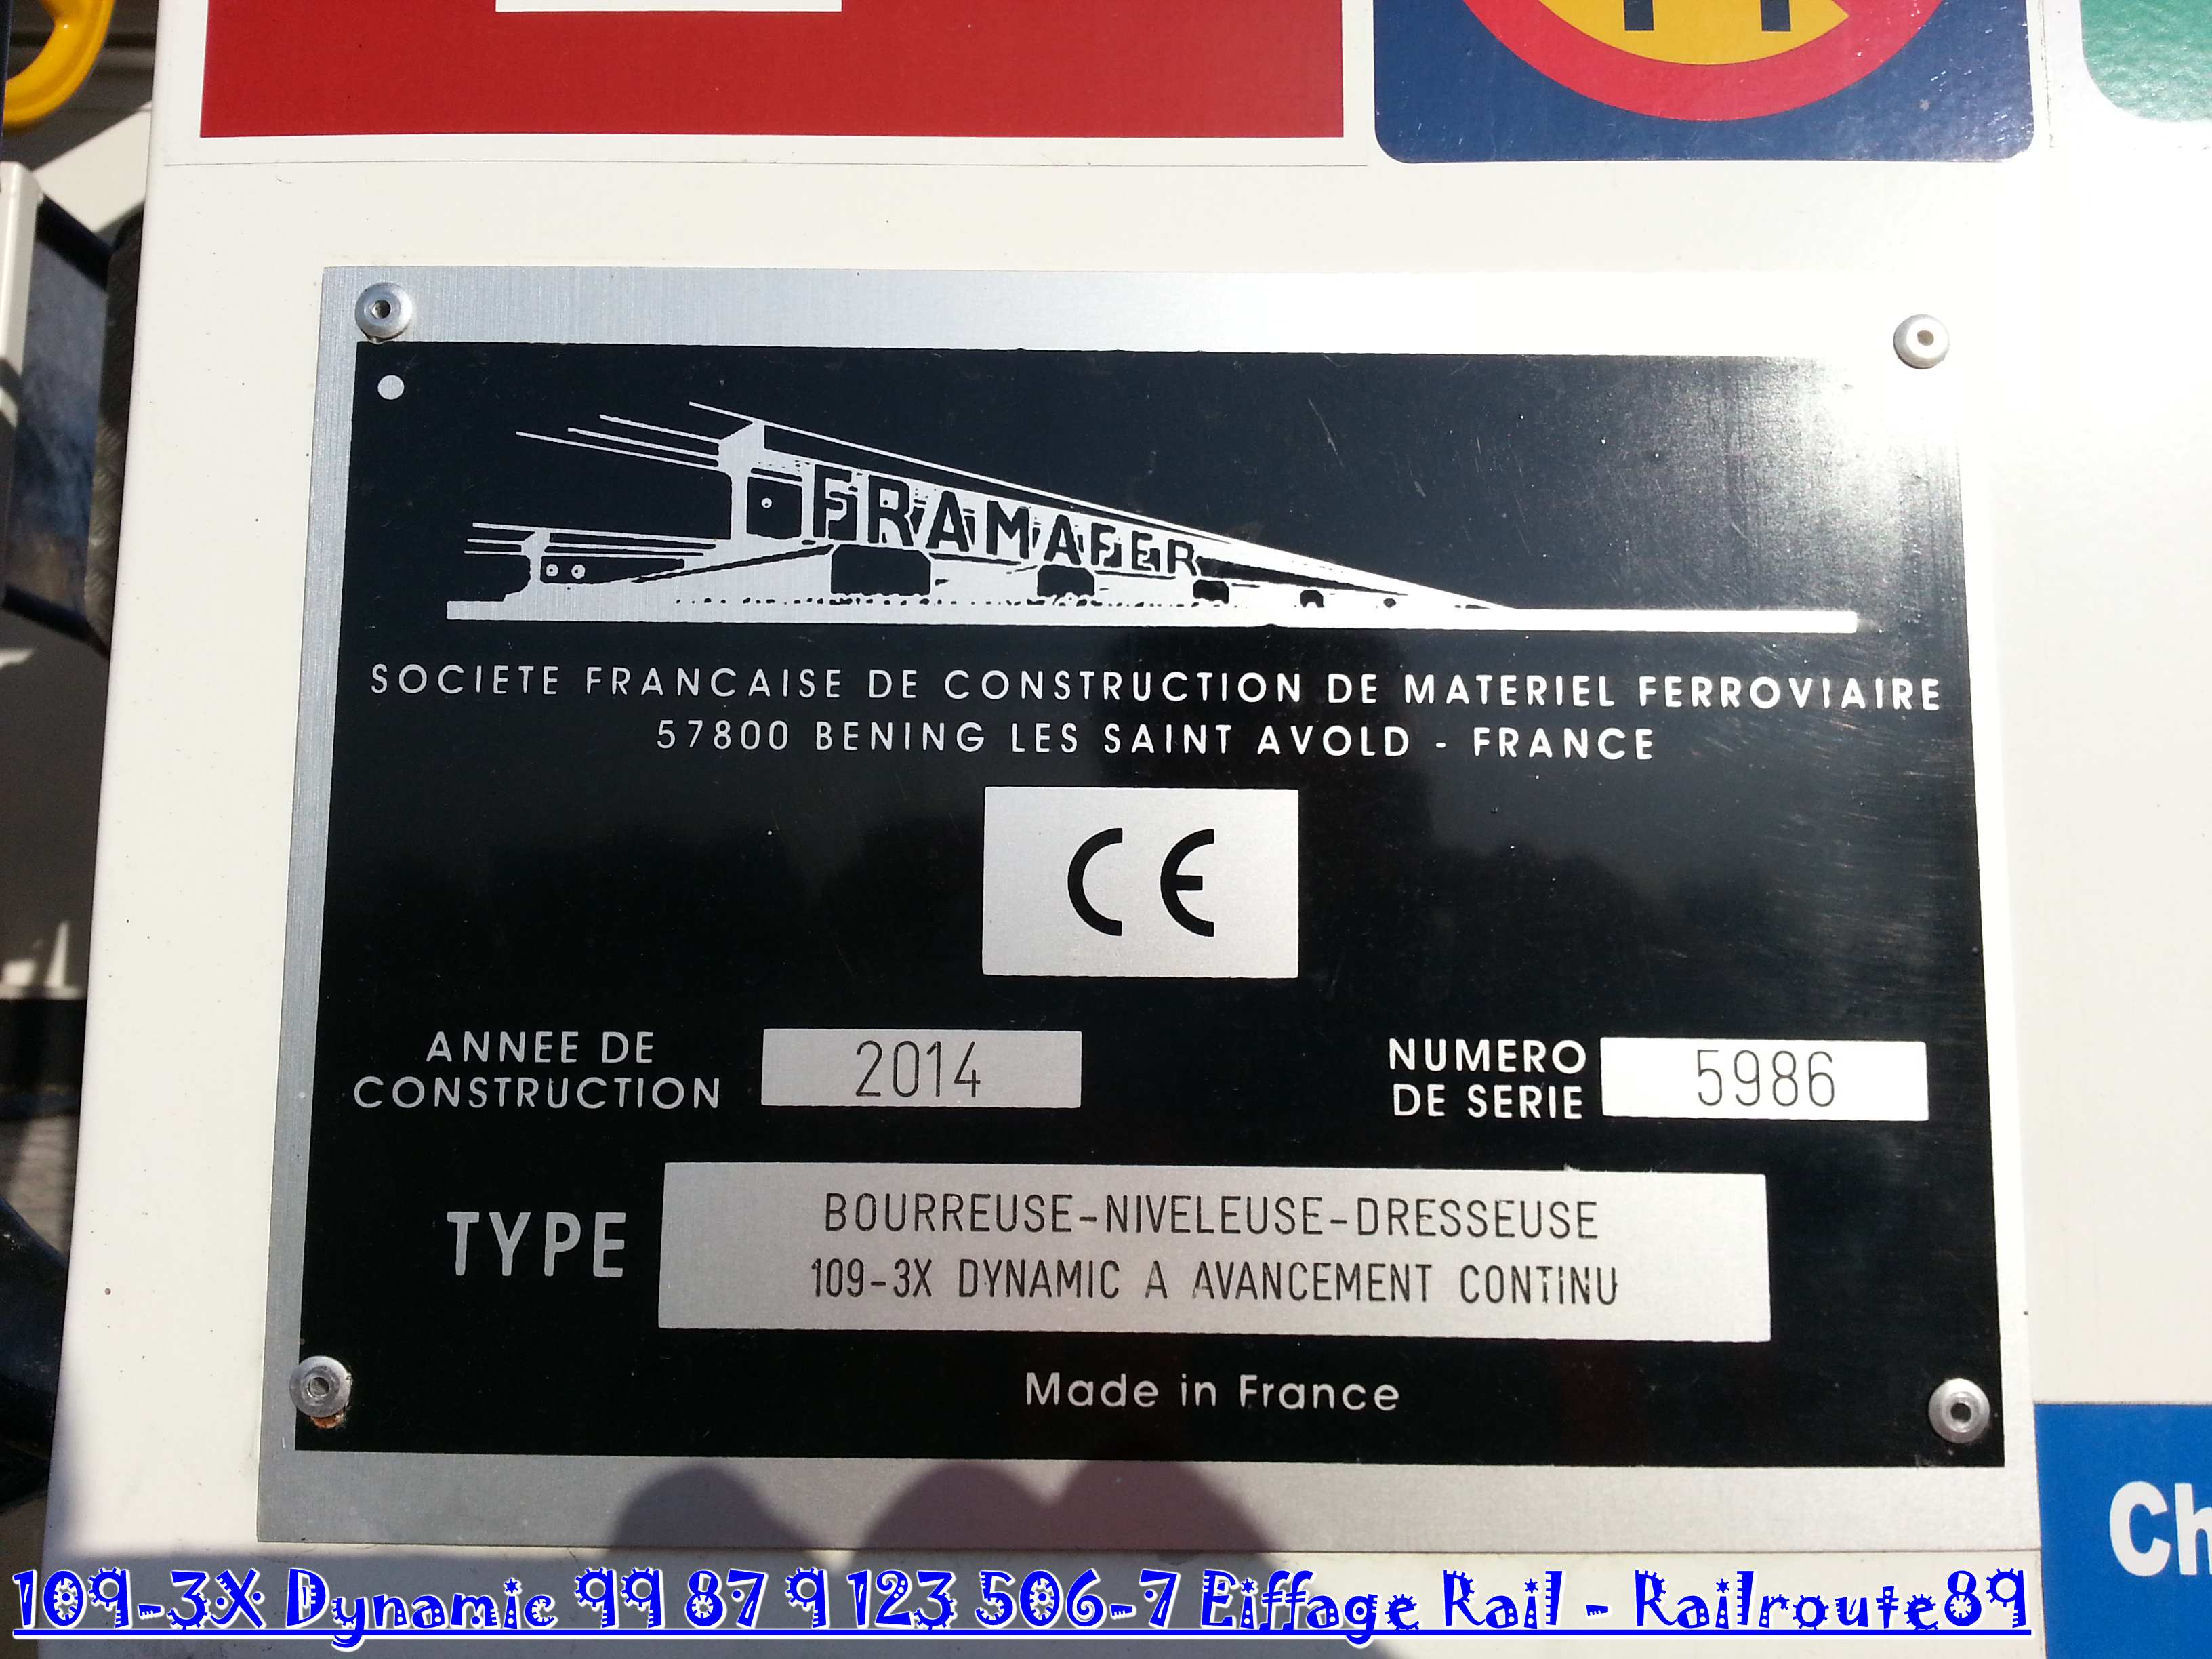 FRAMAFER
SOCIETE FRANCAISE DE CONSTRUCTION DE MATERIEL FERROVIAIRE
57800 BENING LES SAINT AVOLD - FRANCE
CE
ANNEE DE
CONSTRUCTION
2014
NUMERO
DE SERIE
5986
TYPE
BOURREUSE-NIVELEUSE-DRESSEUSE
109-3X DYNAMIC A AVANCEMENT CONTINU
Made in France
Ch
109-3X Dynamic 99 87 9 123 506-7 Eiffage Rail - Railroute89